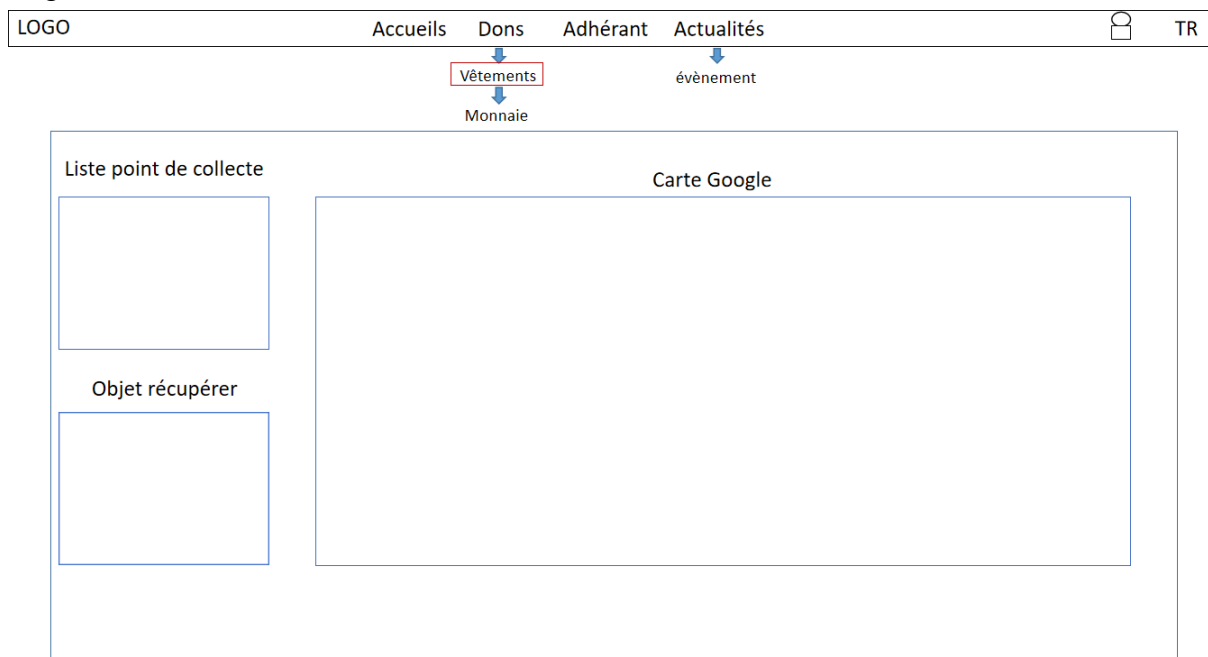 LOGO Accueils Dons Adhérant Actualités TR
Vêtements évènement
Monnaie
Liste point de collecte
Carte Google
Objet récupérer